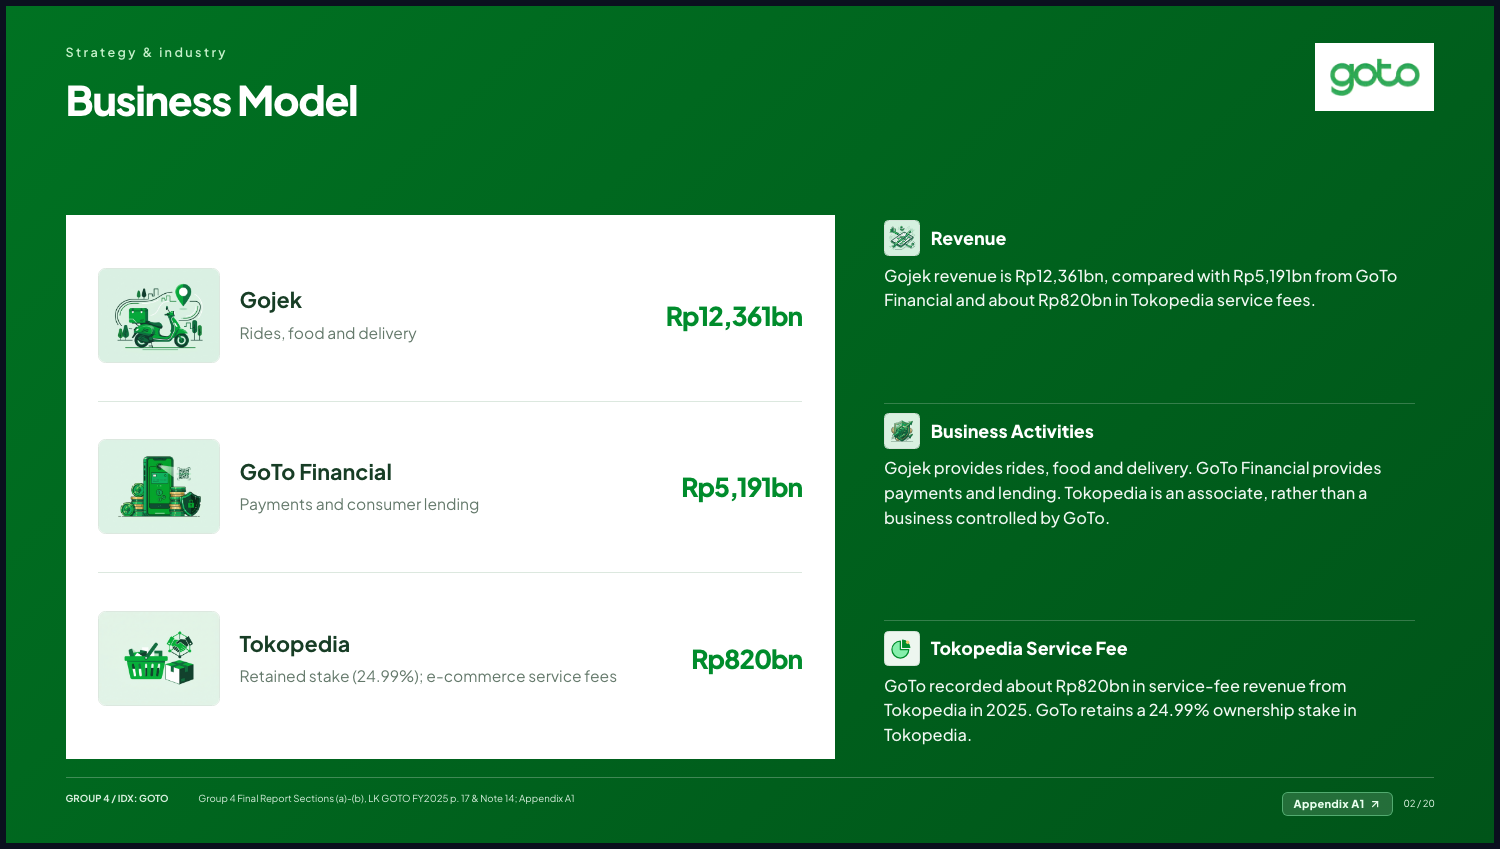 Strategy & industry
Business Model
goto
Gojek
Rides, food and delivery
Rp12,361bn
GoTo Financial
Payments and consumer lending
Rp5,191bn
Tokopedia
Retained stake (24.99%); e-commerce service fees
Rp820bn
Revenue
Gojek revenue is Rp12,361bn, compared with Rp5,191bn from GoTo
Financial and about Rp820bn in Tokopedia service fees.
Business Activities
Gojek provides rides, food and delivery. GoTo Financial provides
payments and lending. Tokopedia is an associate, rather than a
business controlled by GoTo.
Tokopedia Service Fee
GoTo recorded about Rp820bn in service-fee revenue from
Tokopedia in 2025. GoTo retains a 24.99% ownership stake in
Tokopedia.
GROUP 4 / IDX: GOTO
Group 4 Final Report Sections (a)-(b), LK GOTO FY2025 p. 17 & Note 14; Appendix A1
Appendix A1 ↗
02 / 20